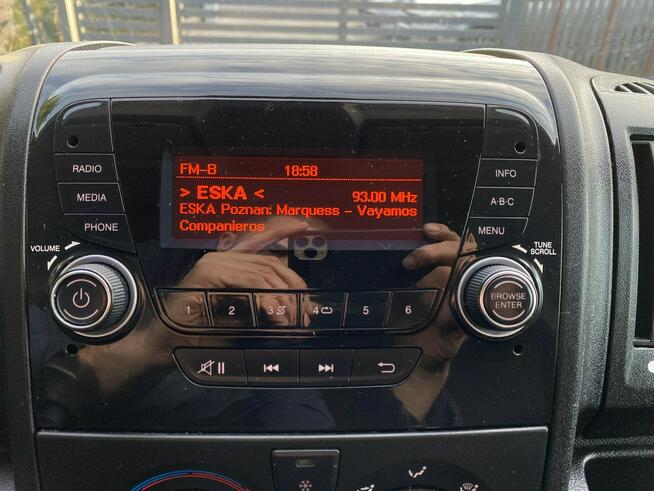 FM-B 18:58
> ESKA < 93.00 MHz
ESKA Poznan: Marquess - Vayamos
Companieros
RADIO
MEDIA
PHONE
VOLUME
INFO
A·B·C
MENU
TUNE
SCROLL
BROWSE
ENTER
1 2 3 4 5 6